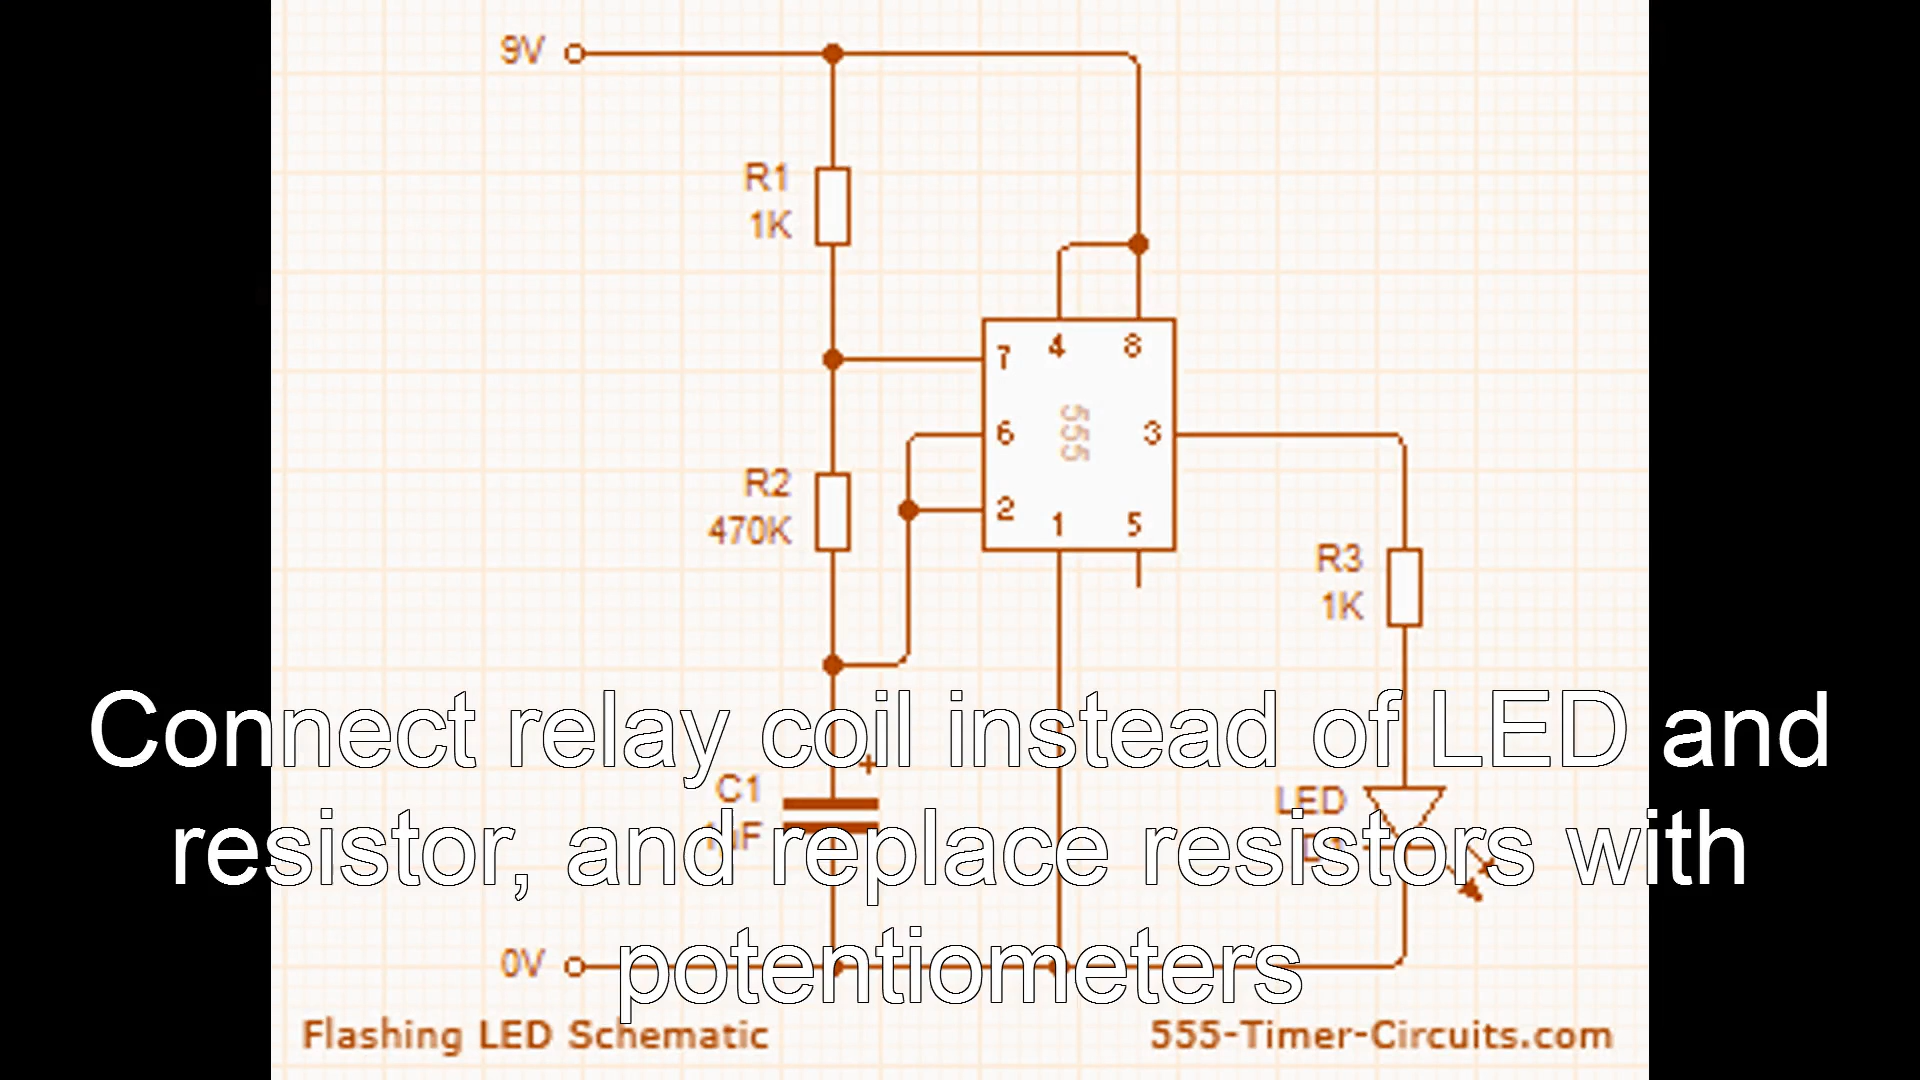 9V
R1
1K
7
4
8
6
555
3
R2
470K
2
1
5
R3
1K
Connect relay coil instead of LED and
+
C1
LED
1µF
D1
resistor, and replace resistors with
0V
potentiometers
Flashing LED Schematic
555-Timer-Circuits.com